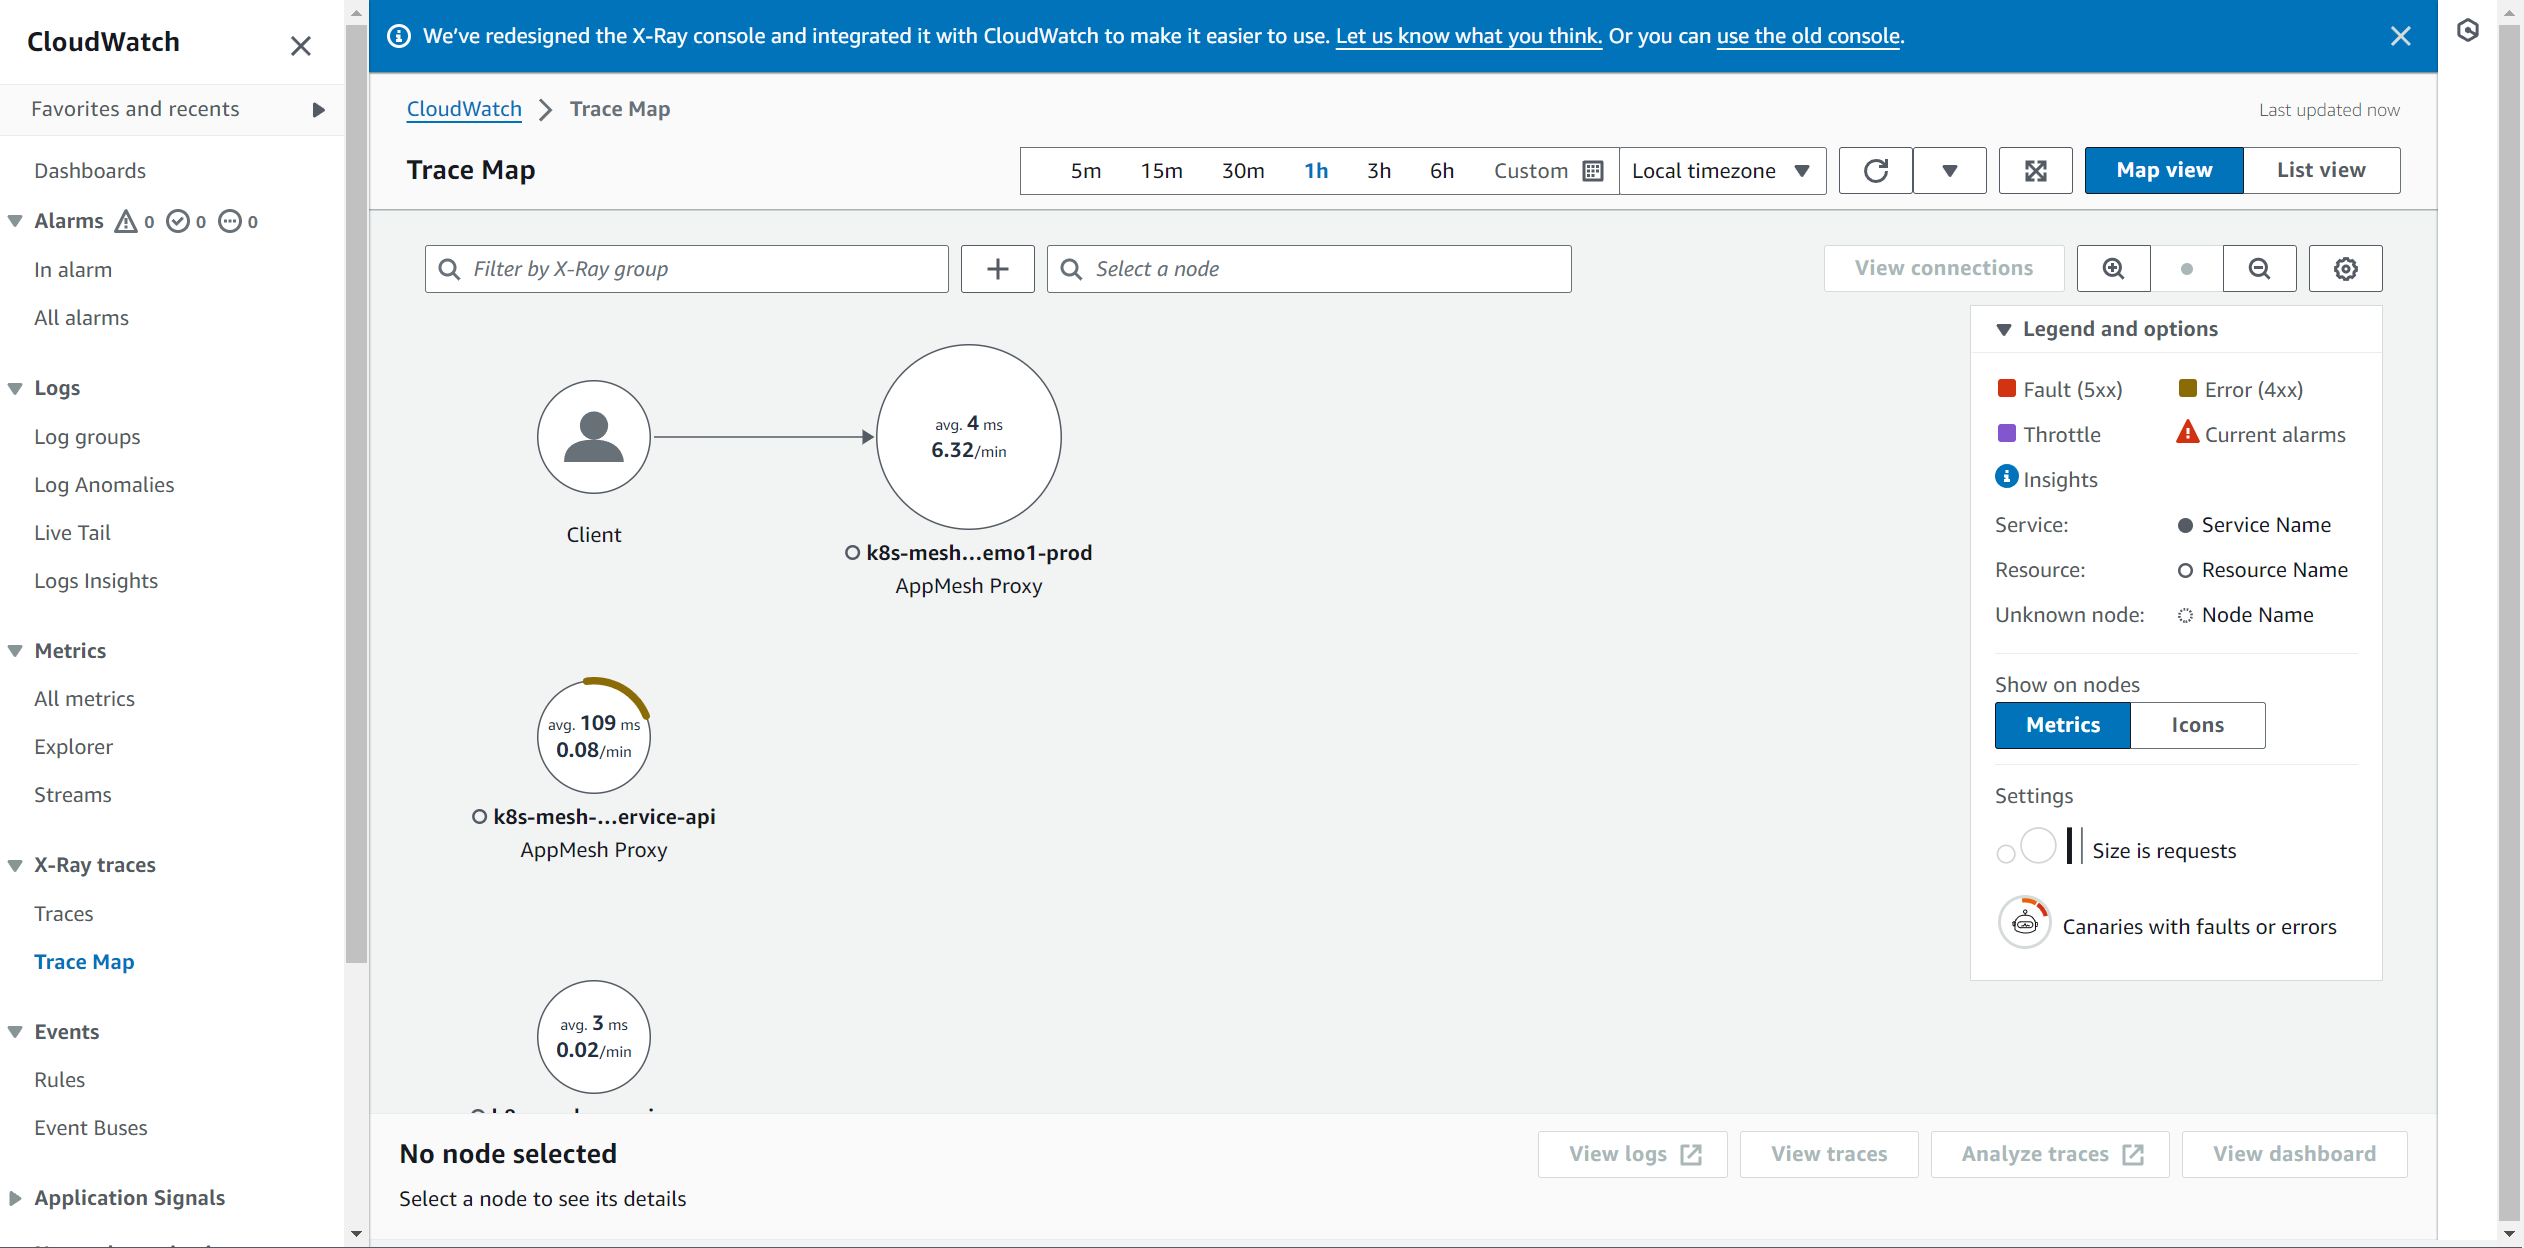 CloudWatch
Favorites and recents
Dashboards
Alarms 0 0 0
In alarm
All alarms
Logs
Log groups
Log Anomalies
Live Tail
Logs Insights
Metrics
All metrics
Explorer
Streams
X-Ray traces
Traces
Trace Map
Events
Rules
Event Buses
Application Signals
We've redesigned the X-Ray console and integrated it with CloudWatch to make it easier to use. Let us know what you think. Or you can use the old console.
CloudWatch Trace Map
Last updated now
Trace Map
5m 15m 30m 1h 3h 6h Custom Local timezone
Map view List view
Filter by X-Ray group
Select a node
View connections
Client
avg. 4 ms
6.32/min
k8s-mesh...emo1-prod
AppMesh Proxy
avg. 109 ms
0.08/min
k8s-mesh-...ervice-api
AppMesh Proxy
avg. 3 ms
0.02/min
Legend and options
Fault (5xx) Error (4xx)
Throttle Current alarms
Insights
Service: Service Name
Resource: Resource Name
Unknown node: Node Name
Show on nodes
Metrics Icons
Settings
Size is requests
Canaries with faults or errors
No node selected
Select a node to see its details
View logs View traces Analyze traces View dashboard